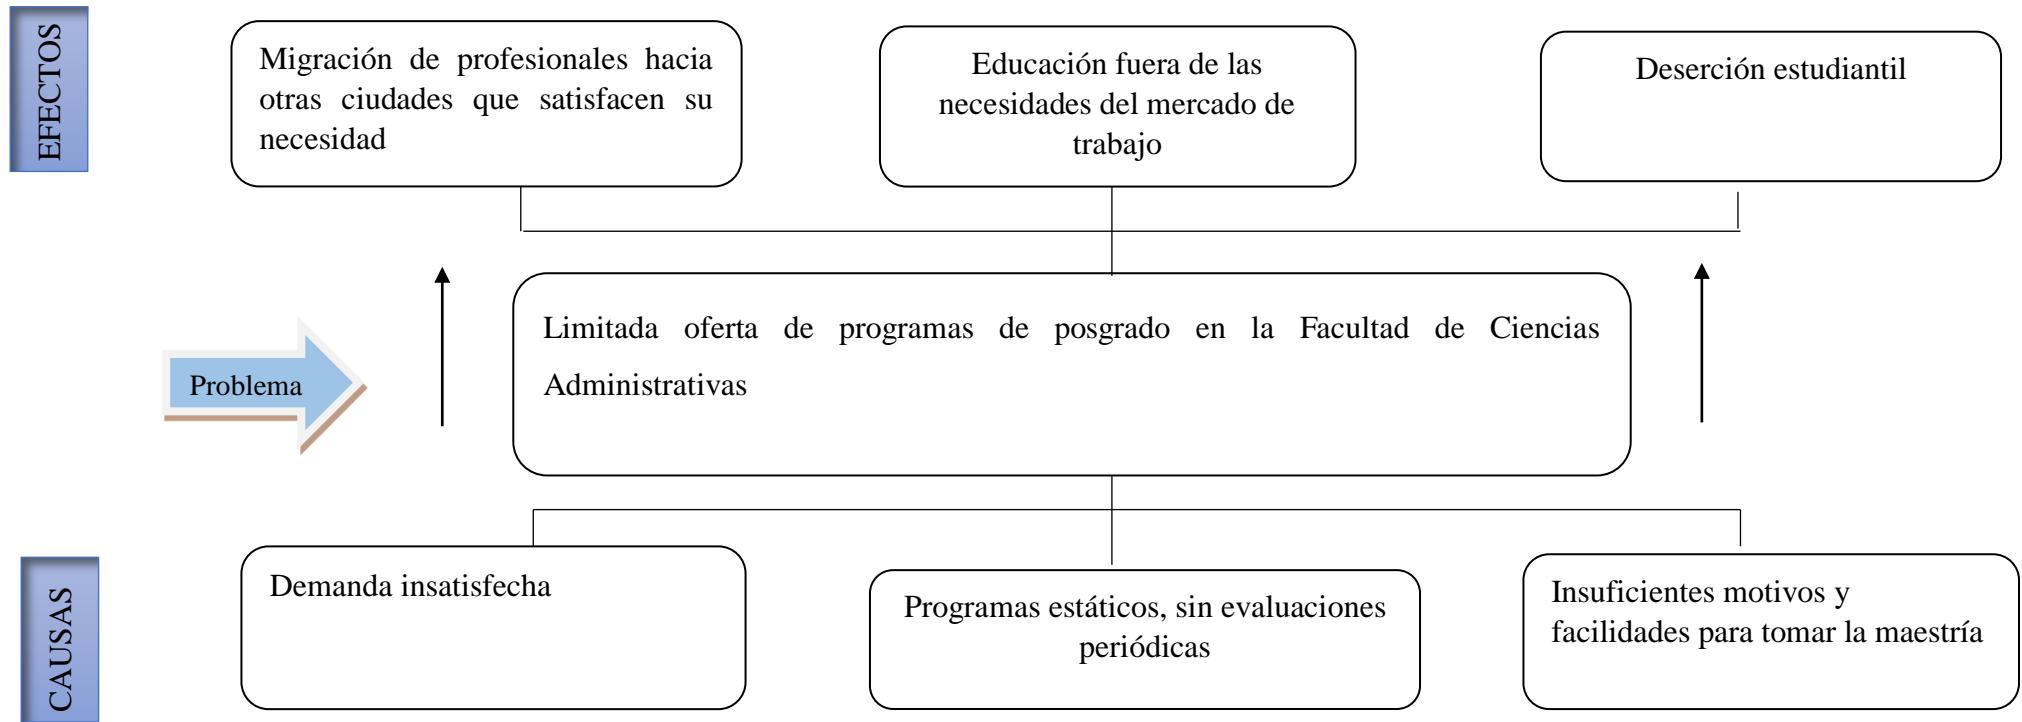 EFECTOS
Migración de profesionales hacia
otras ciudades que satisfacen su
necesidad
Educación fuera de las
necesidades del mercado de
trabajo
Deserción estudiantil
Problema
Limitada oferta de programas de posgrado en la Facultad de Ciencias
Administrativas
CAUSAS
Demanda insatisfecha
Programas estáticos, sin evaluaciones
periódicas
Insuficientes motivos y
facilidades para tomar la maestría